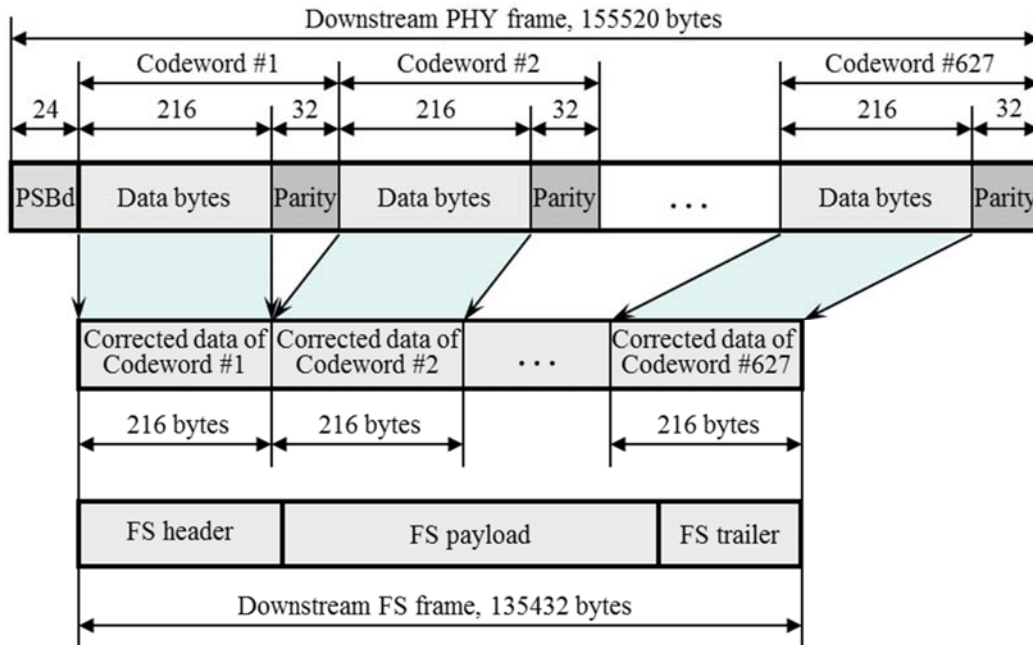 Downstream PHY frame, 155520 bytes
Codeword #1 Codeword #2 Codeword #627
24 216 32 216 32 216 32
PSBd Data bytes Parity Data bytes Parity ... Data bytes Parity
Corrected data of Codeword #1
Corrected data of Codeword #2
...
Corrected data of Codeword #627
216 bytes 216 bytes 216 bytes
FS header FS payload FS trailer
Downstream FS frame, 135432 bytes